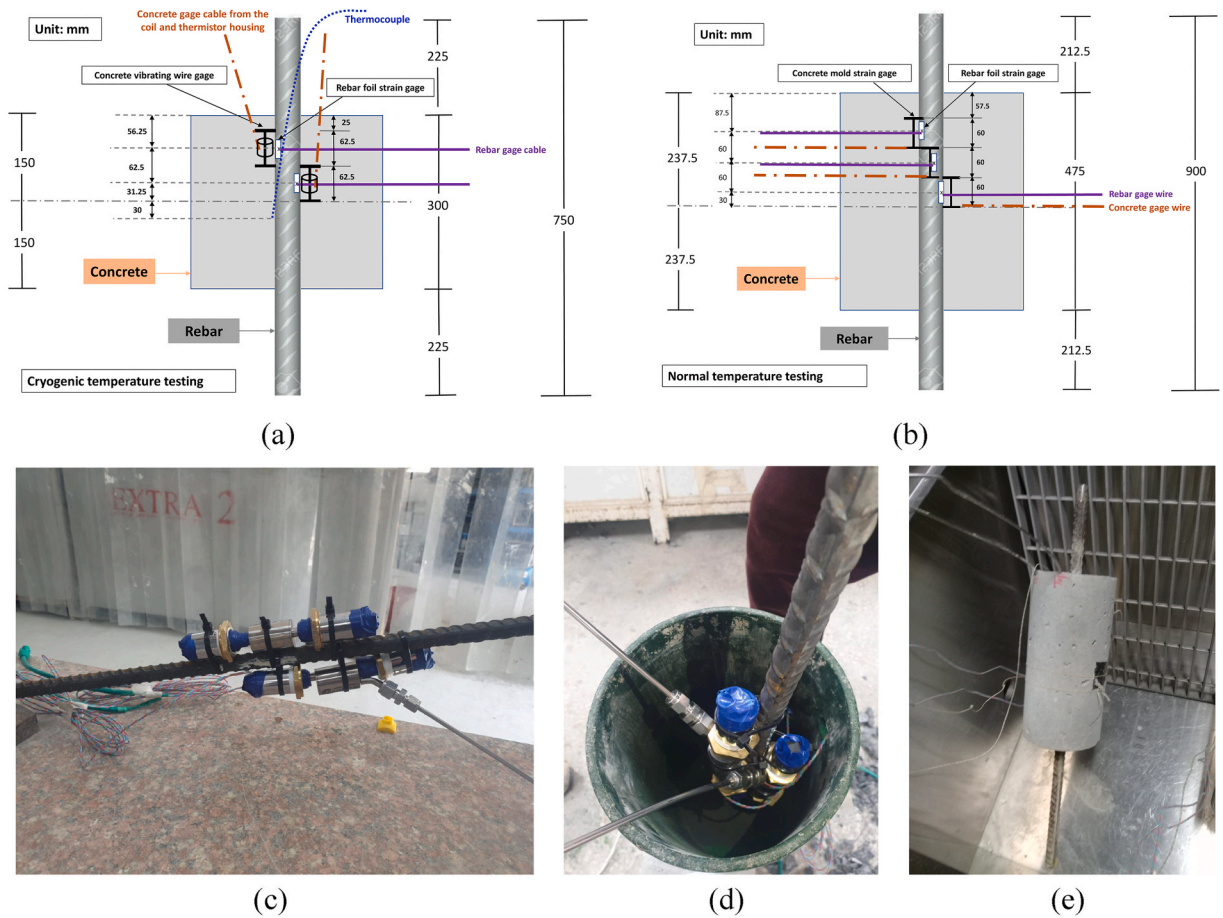 Unit: mm
Concrete gage cable from the
coil and thermistor housing
Thermocouple
Concrete vibrating wire gage
Rebar foil strain gage
225
56.25
25
150
62.5
62.5
Rebar gage cable
62.5
31.25
30
300
750
150
Concrete
Rebar
225
Cryogenic temperature testing
(a)
Unit: mm
212.5
Concrete mold strain gage
Rebar foil strain gage
87.5
57.5
60
237.5
60
60
475
900
60
60
30
Rebar gage wire
Concrete gage wire
237.5
Concrete
Rebar
212.5
Normal temperature testing
(b)
EXTRA 2
(c)
(d)
(e)